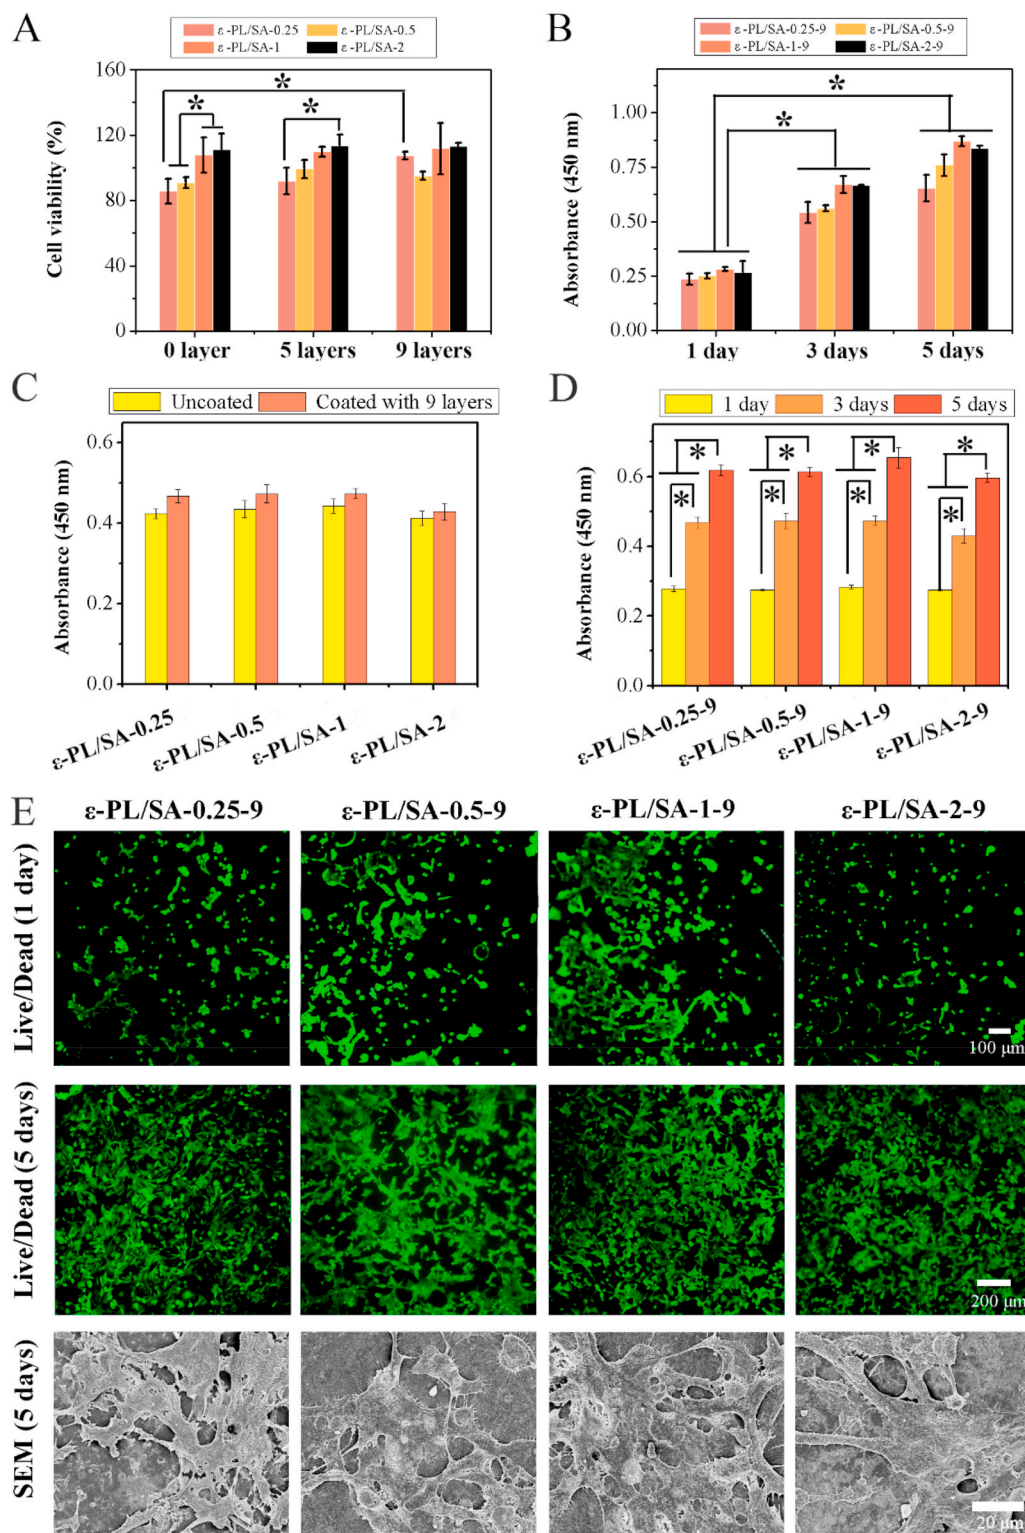 A
ε-PL/SA-0.25
ε-PL/SA-0.5
ε-PL/SA-1
ε-PL/SA-2
Cell viability (%)
160
120
80
40
0
*
*
*
0 layer
5 layers
9 layers
B
ε-PL/SA-0.25-9
ε-PL/SA-0.5-9
ε-PL/SA-1-9
ε-PL/SA-2-9
Absorbance (450 nm)
1.00
0.75
0.50
0.25
0.00
*
*
1 day
3 days
5 days
C
Uncoated
Coated with 9 layers
Absorbance (450 nm)
0.6
0.4
0.2
0.0
ε-PL/SA-0.25
ε-PL/SA-0.5
ε-PL/SA-1
ε-PL/SA-2
D
1 day
3 days
5 days
Absorbance (450 nm)
0.6
0.4
0.2
0.0
*
*
*
*
*
*
*
*
ε-PL/SA-0.25-9
ε-PL/SA-0.5-9
ε-PL/SA-1-9
ε-PL/SA-2-9
E
ε-PL/SA-0.25-9
ε-PL/SA-0.5-9
ε-PL/SA-1-9
ε-PL/SA-2-9
Live/Dead (1 day)
100 μm
Live/Dead (5 days)
200 μm
SEM (5 days)
20 μm